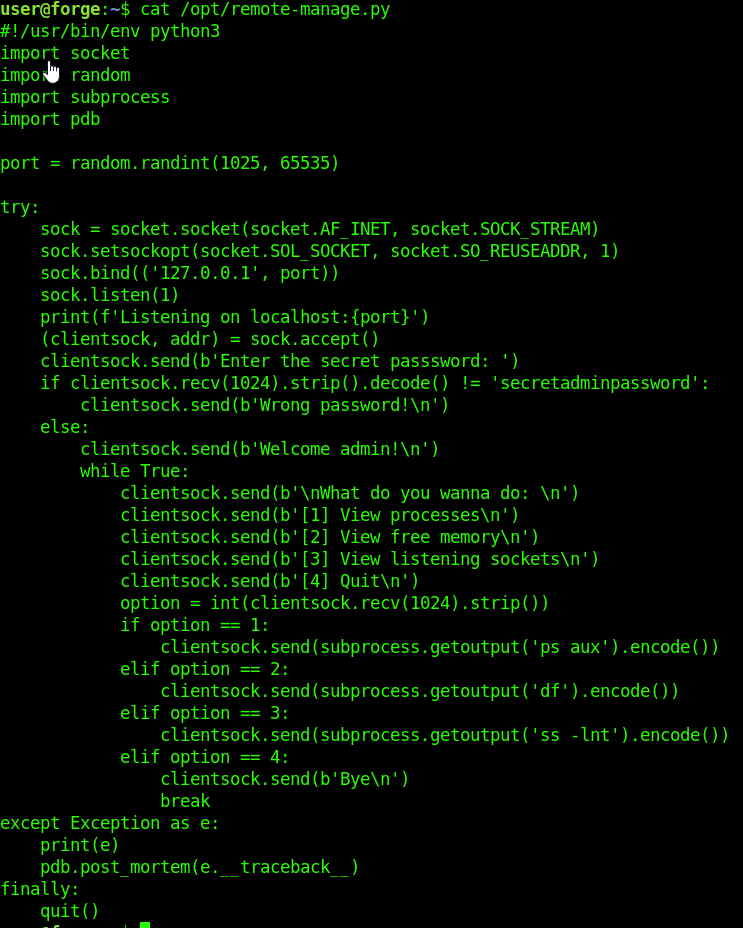 user@forge:~$ cat /opt/remote-manage.py
#!/usr/bin/env python3
import socket
import random
import subprocess
import pdb

port = random.randint(1025, 65535)

try:
    sock = socket.socket(socket.AF_INET, socket.SOCK_STREAM)
    sock.setsockopt(socket.SOL_SOCKET, socket.SO_REUSEADDR, 1)
    sock.bind(('127.0.0.1', port))
    sock.listen(1)
    print(f'Listening on localhost:{port}')
    (clientsock, addr) = sock.accept()
    clientsock.send(b'Enter the secret passsword: ')
    if clientsock.recv(1024).strip().decode() != 'secretadminpassword':
        clientsock.send(b'Wrong password!\n')
    else:
        clientsock.send(b'Welcome admin!\n')
        while True:
            clientsock.send(b'\nWhat do you wanna do: \n')
            clientsock.send(b'[1] View processes\n')
            clientsock.send(b'[2] View free memory\n')
            clientsock.send(b'[3] View listening sockets\n')
            clientsock.send(b'[4] Quit\n')
            option = int(clientsock.recv(1024).strip())
            if option == 1:
                clientsock.send(subprocess.getoutput('ps aux').encode())
            elif option == 2:
                clientsock.send(subprocess.getoutput('df').encode())
            elif option == 3:
                clientsock.send(subprocess.getoutput('ss -lnt').encode())
            elif option == 4:
                clientsock.send(b'Bye\n')
                break
except Exception as e:
    print(e)
    pdb.post_mortem(e.__traceback__)
finally:
    quit()